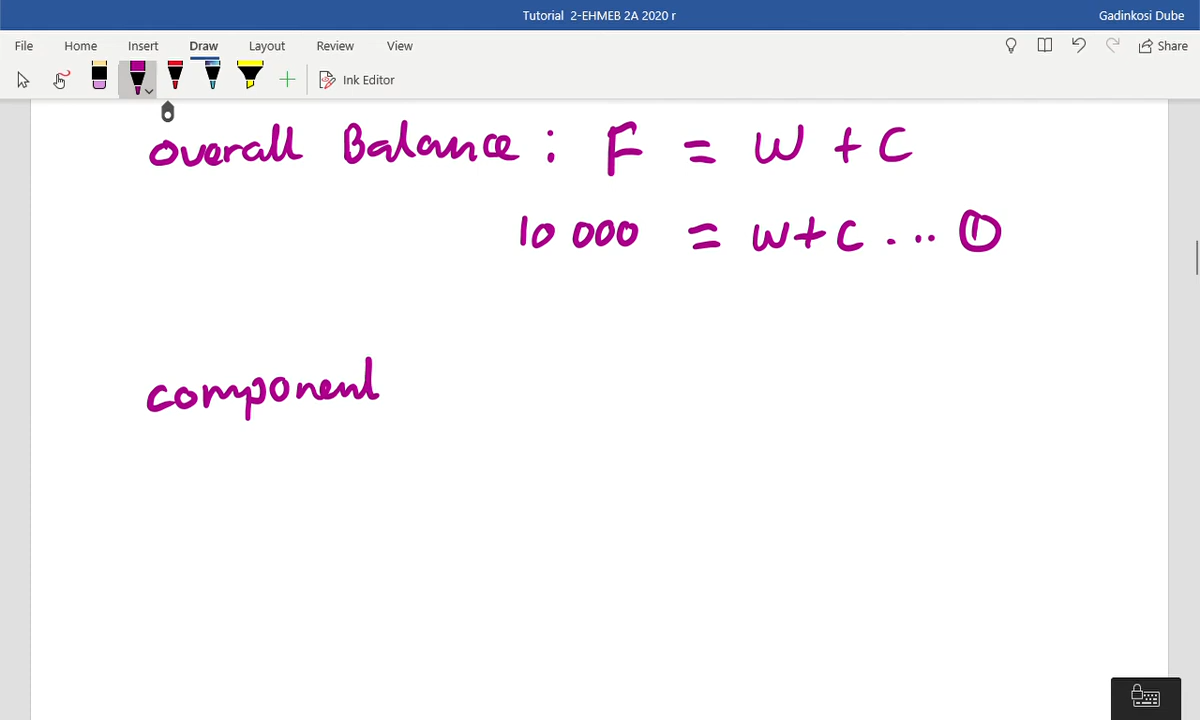 Tutorial 2-EHMEB 2A 2020 r
Gadinkosi Dube
File Home Insert Draw Layout Review View
Share
Ink Editor
overall Balance : F = W + C
10 000 = W + C ... ①
component